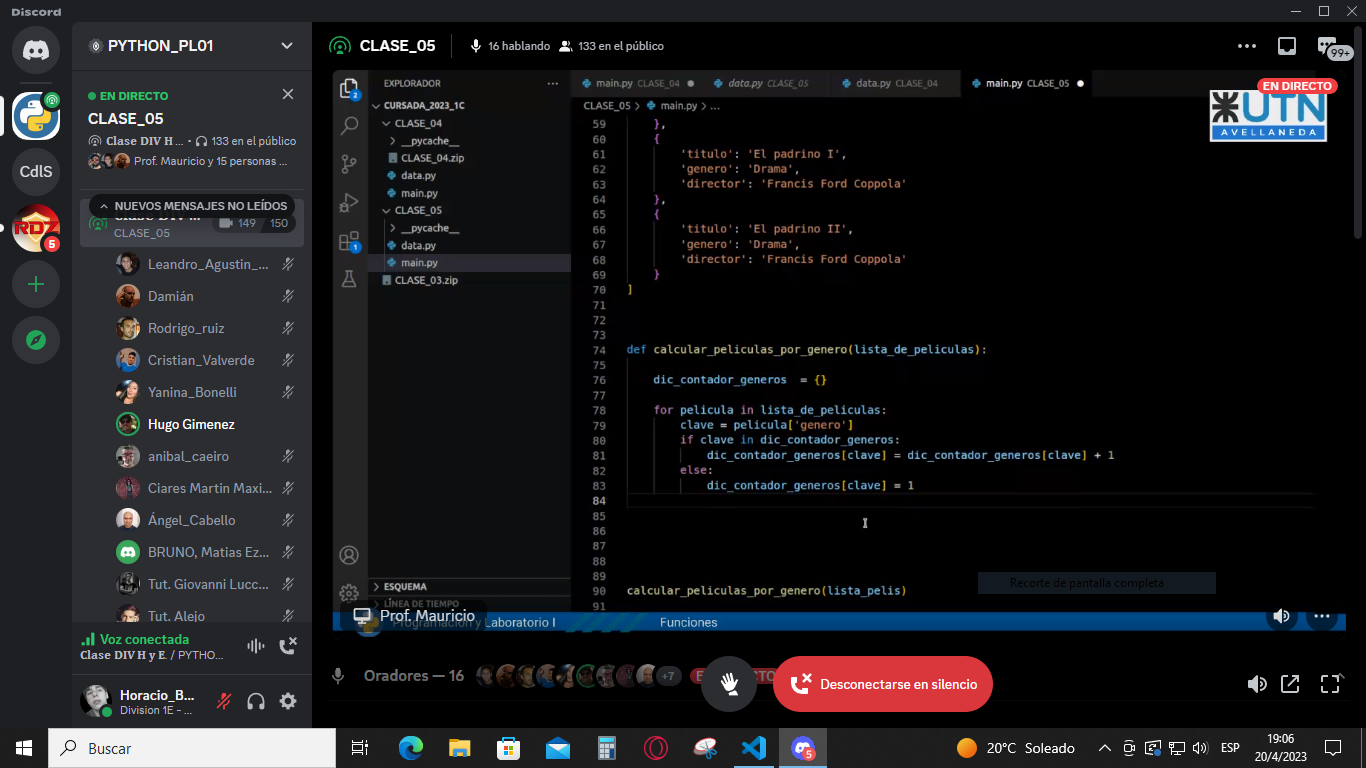 Discord
PYTHON_PL01
EN DIRECTO
CLASE_05
Clase DIV H ... • 133 en el público
Prof. Mauricio y 15 personas ...
CdlS
NUEVOS MENSAJES NO LEÍDOS
CLASE_05
149 150
RDZ
5
Leandro_Agustin_...
Damián
Rodrigo_ruiz
Cristian_Valverde
Yanina_Bonelli
Hugo Gimenez
anibal_caeiro
Ciares Martin Maxi...
Ángel_Cabello
BRUNO, Matias Ez...
Tut. Giovanni Lucc...
Tut. Alejo
Voz conectada
Clase DIV H y E. / PYTHO...
Horacio_B...
Division 1E - ...
CLASE_05
16 hablando 133 en el público
99+
EN DIRECTO
UTN
AVELLANEDA
2
1
EXPLORADOR ...
CURSADA_2023_1C
CLASE_04
__pycache__
CLASE_04.zip
data.py
main.py
CLASE_05
__pycache__
data.py
main.py
CLASE_03.zip
ESQUEMA
LÍNEA DE TIEMPO
main.py CLASE_04
data.py CLASE_05
data.py CLASE_04
main.py CLASE_05
CLASE_05 > main.py > ...
59 },
60 {
61 'titulo': 'El padrino I',
62 'genero': 'Drama',
63 'director': 'Francis Ford Coppola'
64 },
65 {
66 'titulo': 'El padrino II',
67 'genero': 'Drama',
68 'director': 'Francis Ford Coppola'
69 }
70 ]
71
72
73
74 def calcular_peliculas_por_genero(lista_de_peliculas):
75
76 dic_contador_generos = {}
77
78 for pelicula in lista_de_peliculas:
79 clave = pelicula['genero']
80 if clave in dic_contador_generos:
81 dic_contador_generos[clave] = dic_contador_generos[clave] + 1
82 else:
83 dic_contador_generos[clave] = 1
84
85
86
87
88
89
90 calcular_peliculas_por_genero(lista_pelis)
91
Recorte de pantalla completa
Prof. Mauricio
Programación y Laboratorio I Funciones
Oradores — 16
+7
Desconectarse en silencio
Buscar
5
20°C Soleado
ESP
19:06
20/4/2023